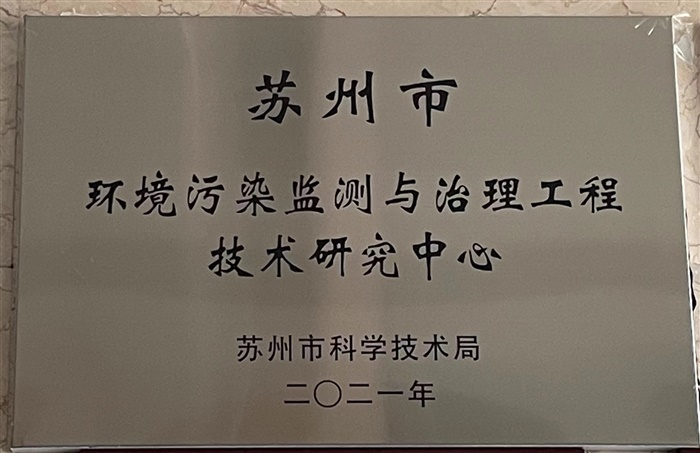 苏州市
环境污染监测与治理工程
技术研究中心
苏州市科学技术局
二〇二一年